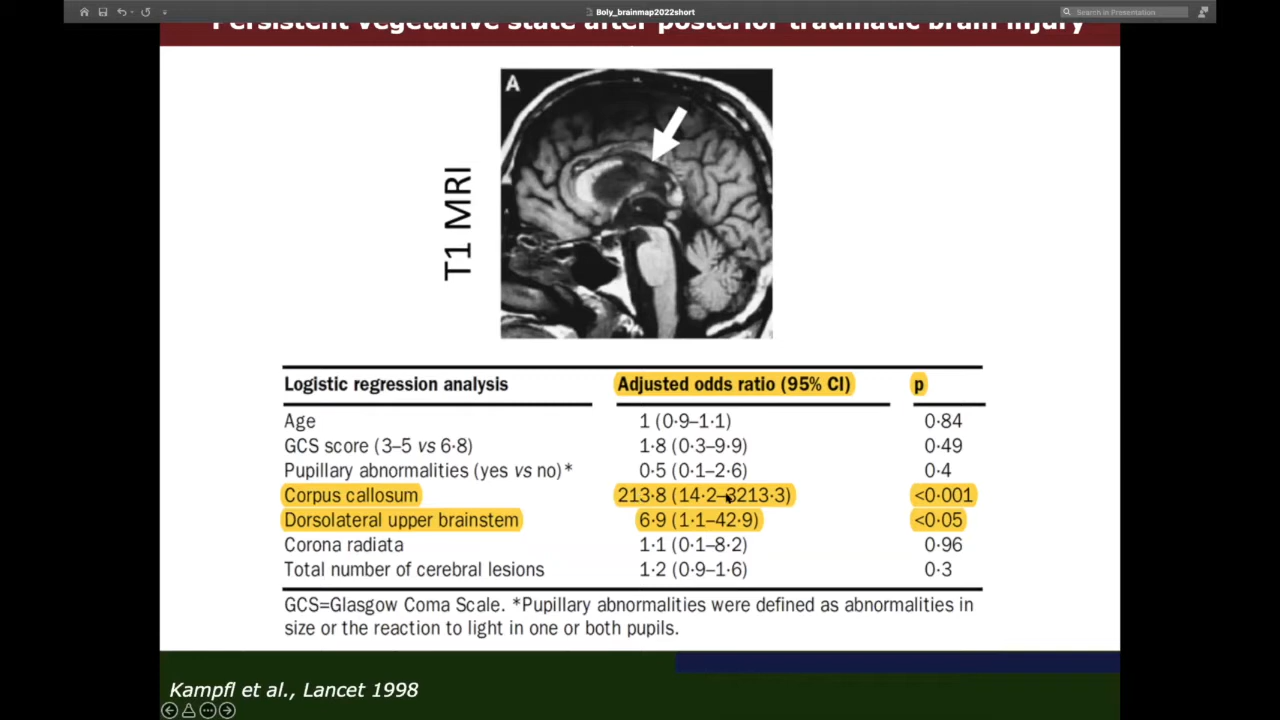 Boly_brainmap2022short
Search in Presentation
Persistent vegetative state after posterior traumatic brain injury
A
T1 MRI
Logistic regression analysis Adjusted odds ratio (95% CI) p
Age 1 (0·9–1·1) 0·84
GCS score (3–5 vs 6·8) 1·8 (0·3–9·9) 0·49
Pupillary abnormalities (yes vs no)* 0·5 (0·1–2·6) 0·4
Corpus callosum 213·8 (14·2–3213·3) <0·001
Dorsolateral upper brainstem 6·9 (1·1–42·9) <0·05
Corona radiata 1·1 (0·1–8·2) 0·96
Total number of cerebral lesions 1·2 (0·9–1·6) 0·3
GCS=Glasgow Coma Scale. *Pupillary abnormalities were defined as abnormalities in
size or the reaction to light in one or both pupils.
Kampfl et al., Lancet 1998